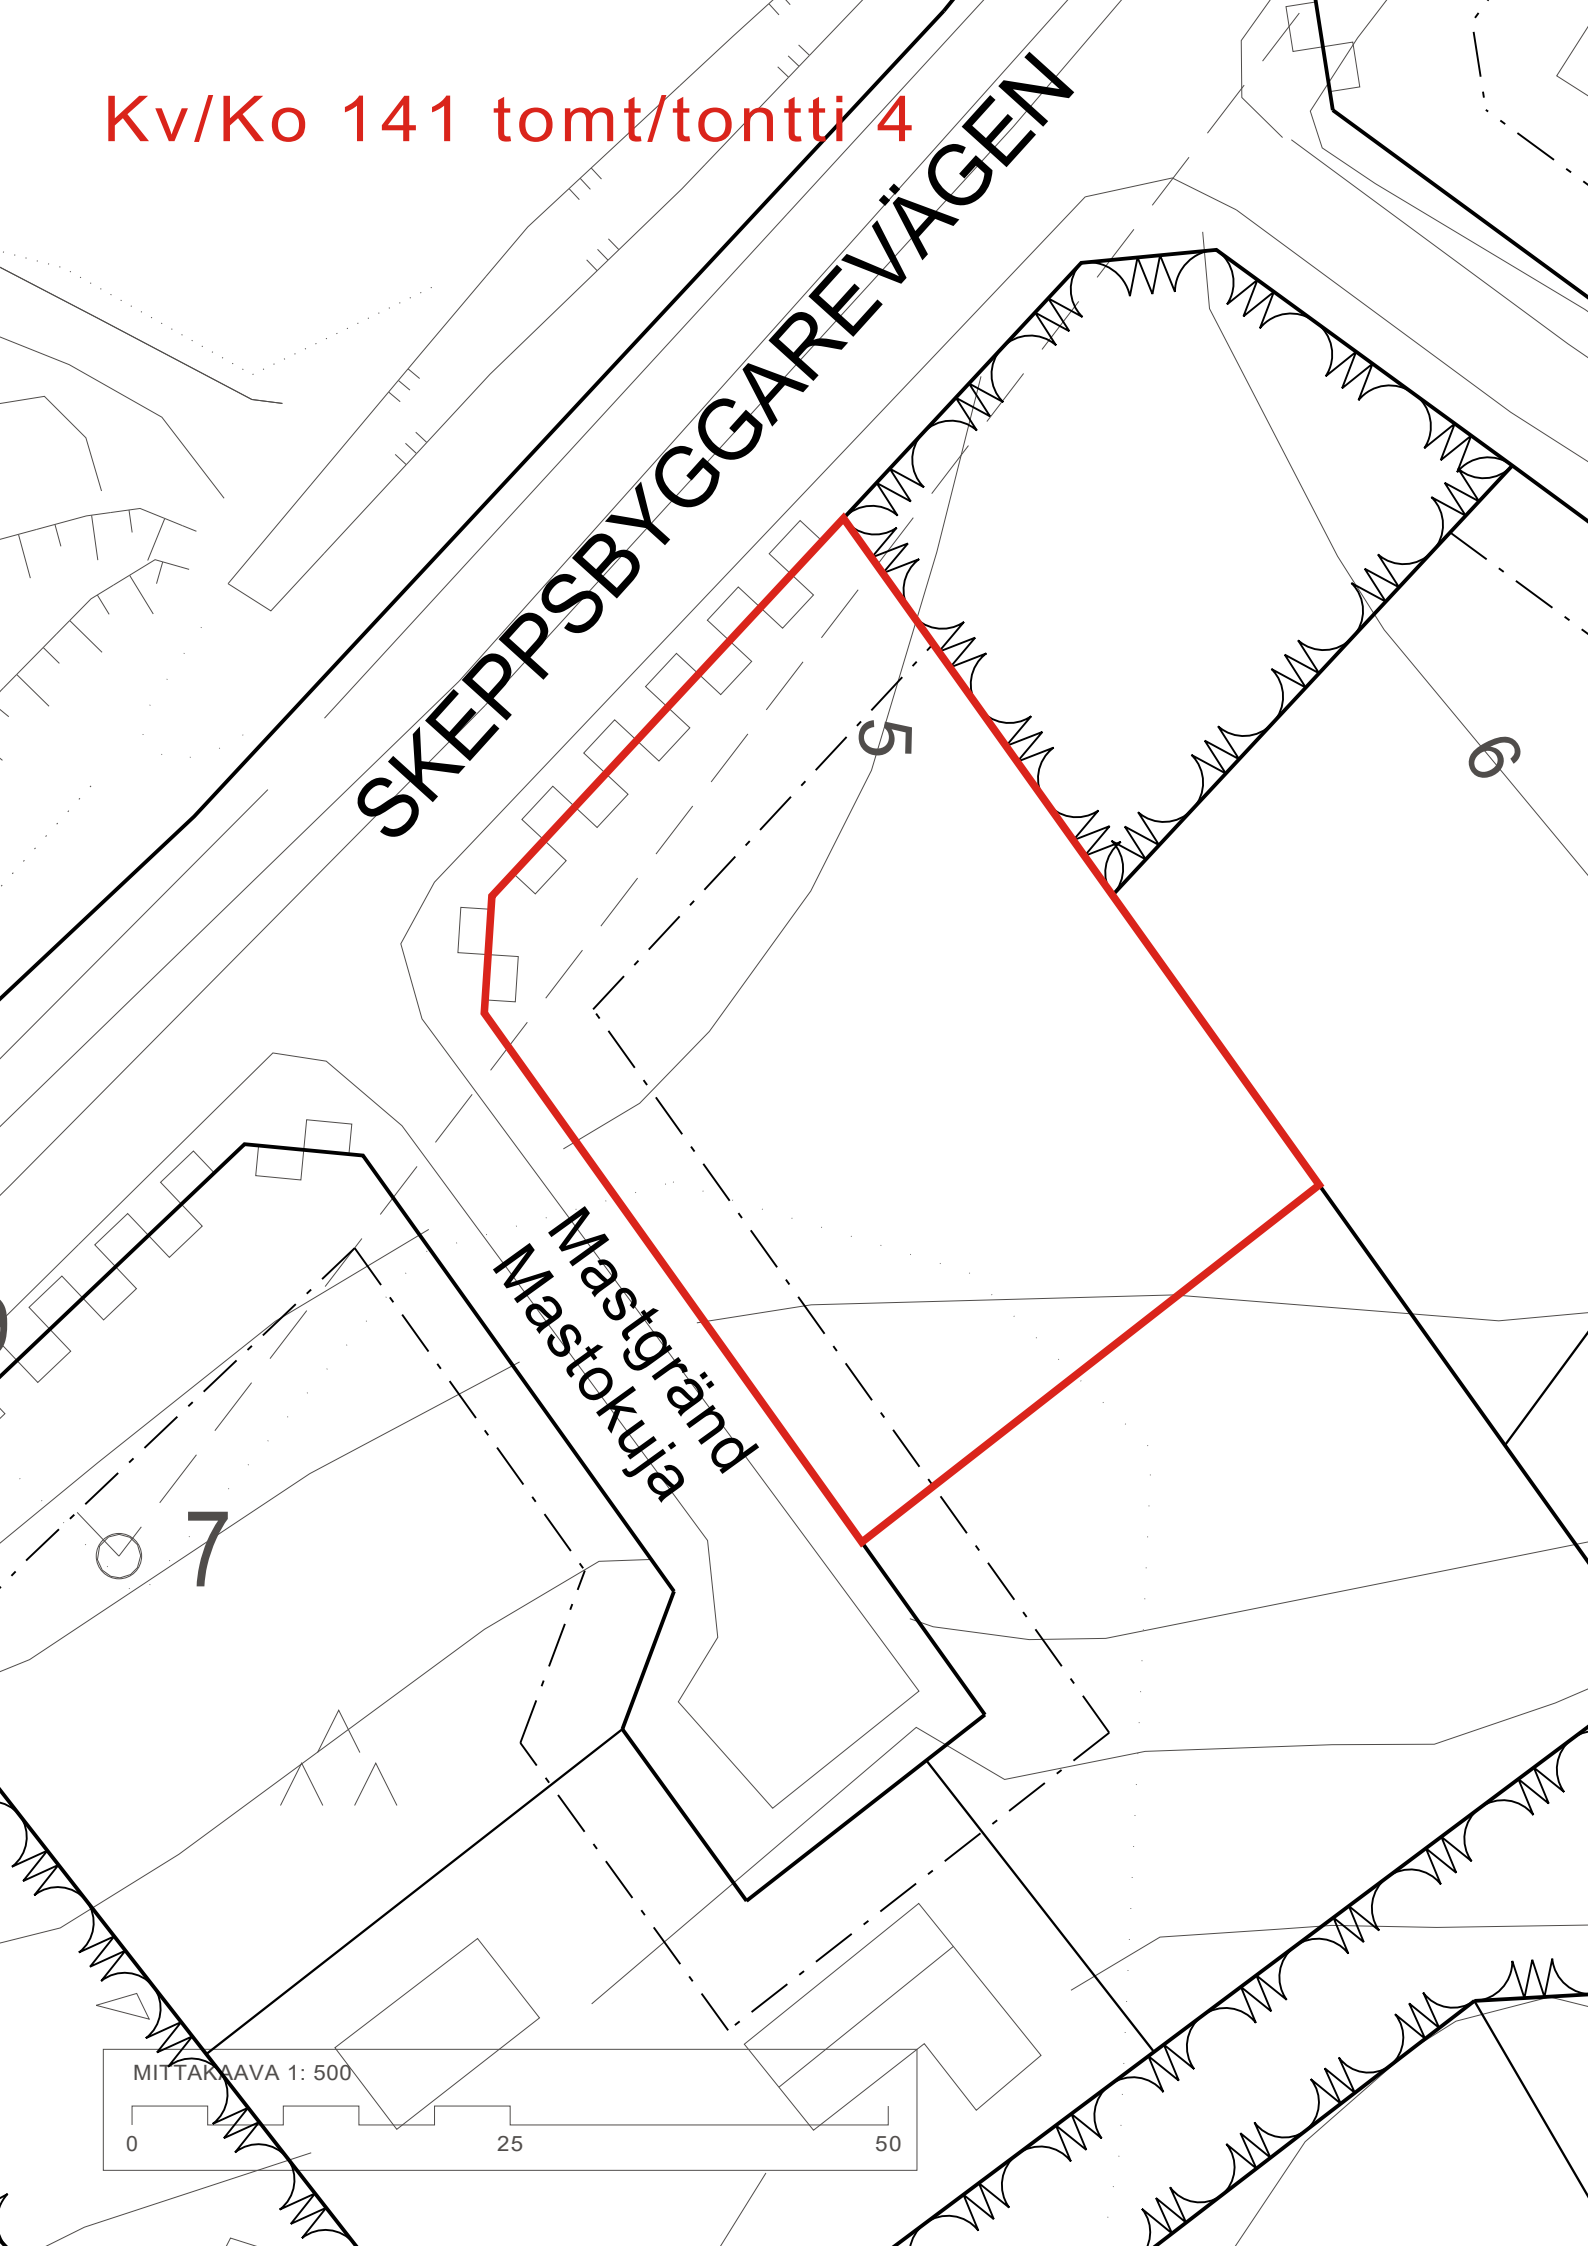 Kv/Ko 141 tomt/tontti 4
SKEPPSBYGGAREVÄGEN
5
6
Mastgränd
Mastokuja
7
MITTAKAAVA 1: 500
0 25 50